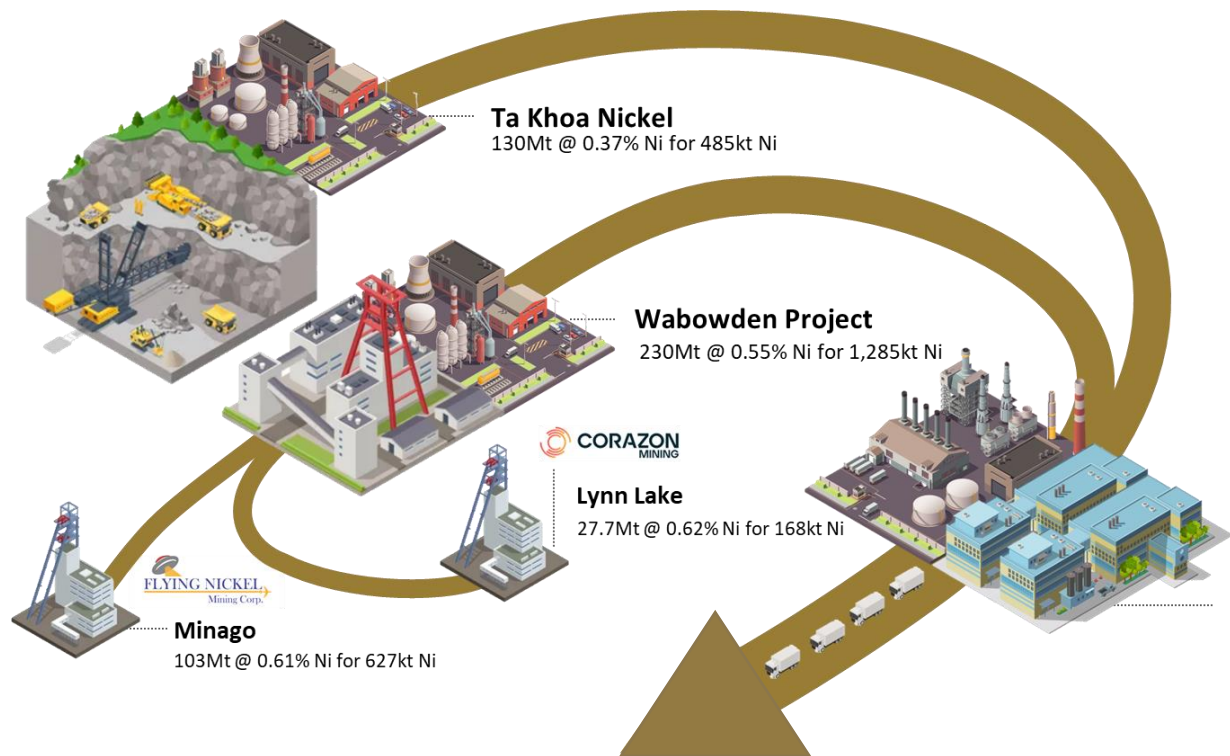 Ta Khoa Nickel
130Mt @ 0.37% Ni for 485kt Ni
Wabowden Project
230Mt @ 0.55% Ni for 1,285kt Ni
CORAZON
MINING
Lynn Lake
27.7Mt @ 0.62% Ni for 168kt Ni
FLYING NICKEL
Mining Corp.
Minago
103Mt @ 0.61% Ni for 627kt Ni